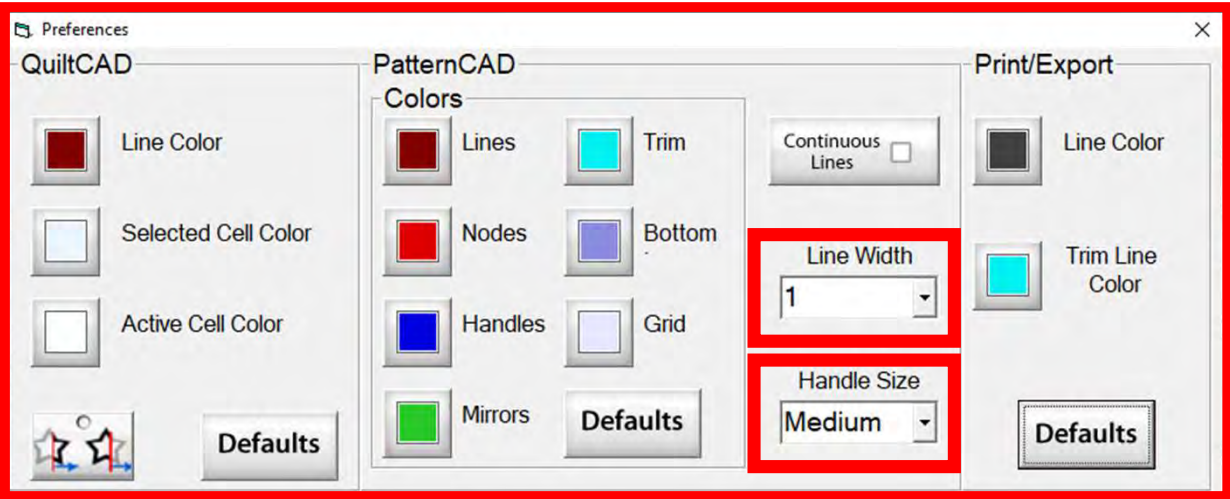 Preferences
QuiltCAD
Line Color
Selected Cell Color
Active Cell Color
Defaults
PatternCAD
Colors
Lines
Trim
Nodes
Bottom
Handles
Grid
Mirrors
Defaults
Continuous
Lines
Line Width
1
Handle Size
Medium
Print/Export
Line Color
Trim Line
Color
Defaults